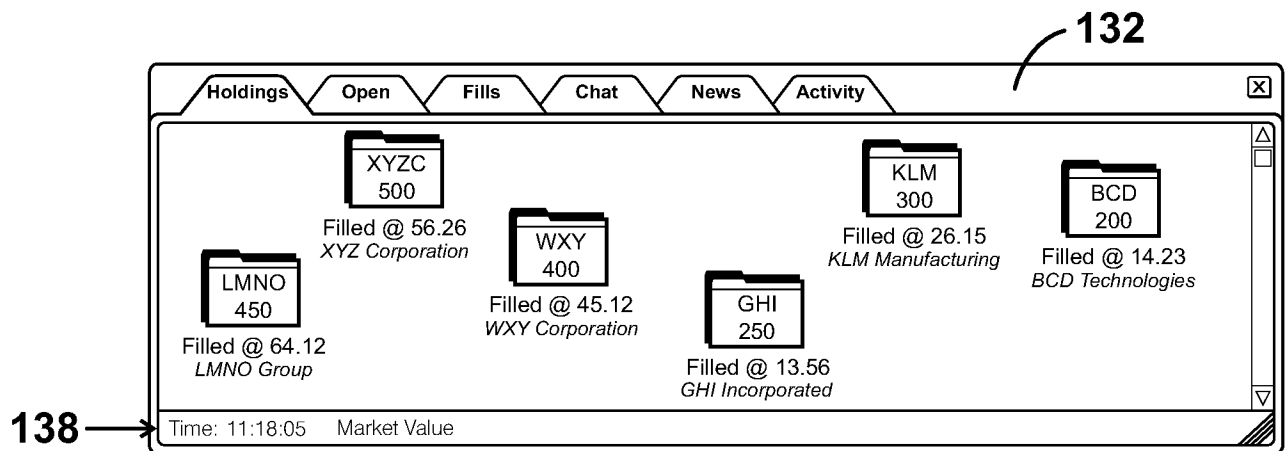 132
Holdings Open Fills Chat News Activity
X
XYZC
500
Filled @ 56.26
XYZ Corporation
KLM
300
Filled @ 26.15
KLM Manufacturing
BCD
200
Filled @ 14.23
BCD Technologies
WXY
400
Filled @ 45.12
WXY Corporation
LMNO
450
Filled @ 64.12
LMNO Group
GHI
250
Filled @ 13.56
GHI Incorporated
138
Time: 11:18:05 Market Value